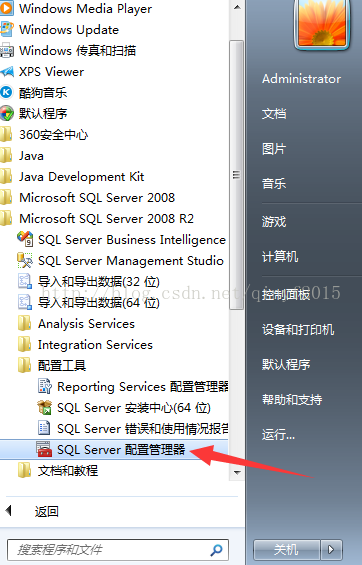 Windows Media Player
Windows Update
Windows 传真和扫描
XPS Viewer
酷狗音乐
默认程序
360安全中心
Java
Java Development Kit
Microsoft SQL Server 2008
Microsoft SQL Server 2008 R2
SQL Server Business Intelligence
SQL Server Management Studio
导入和导出数据(32 位)
导入和导出数据(64 位)
Analysis Services
Integration Services
配置工具
Reporting Services 配置管理器
SQL Server 安装中心(64 位)
SQL Server 错误和使用情况报告
SQL Server 配置管理器
文档和教程
返回
搜索程序和文件
Administrator
文档
图片
音乐
游戏
计算机
控制面板
设备和打印机
默认程序
帮助和支持
运行...
关机